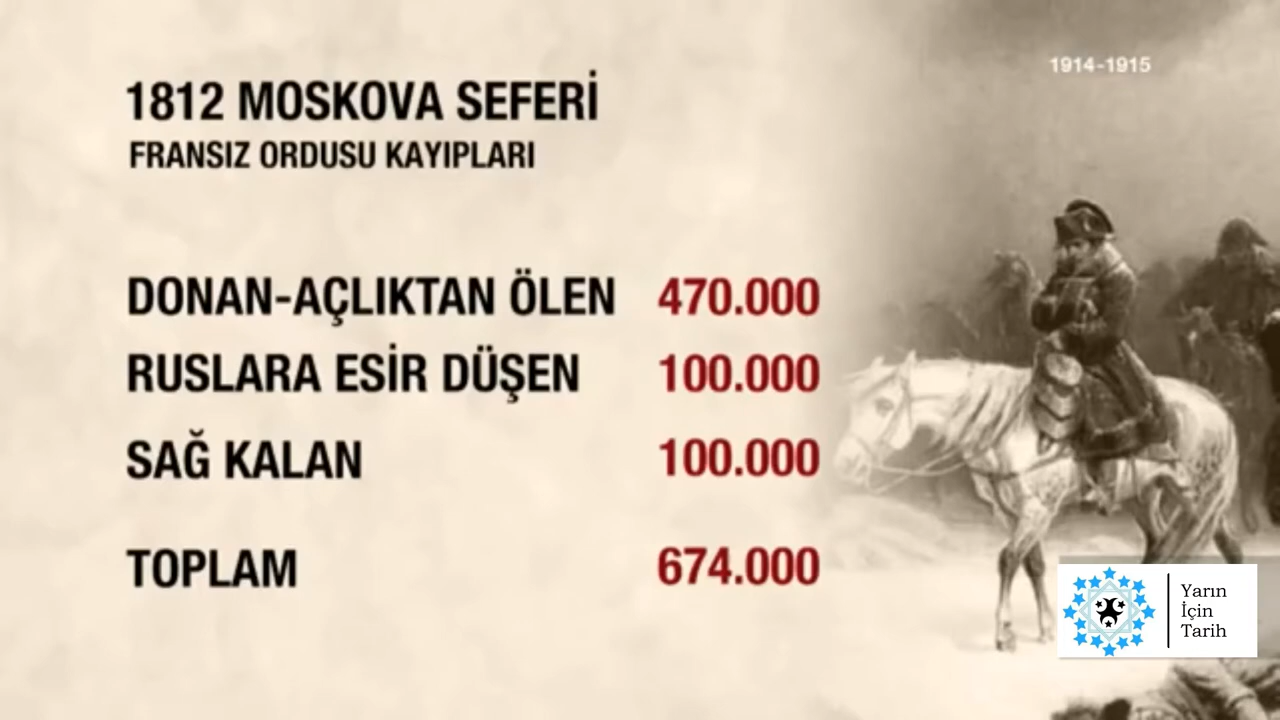 1914-1915
1812 MOSKOVA SEFERİ
FRANSIZ ORDUSU KAYIPLARI
DONAN-AÇLIKTAN ÖLEN 470.000
RUSLARA ESİR DÜŞEN 100.000
SAĞ KALAN 100.000
TOPLAM 674.000
Yarın
İçin
Tarih